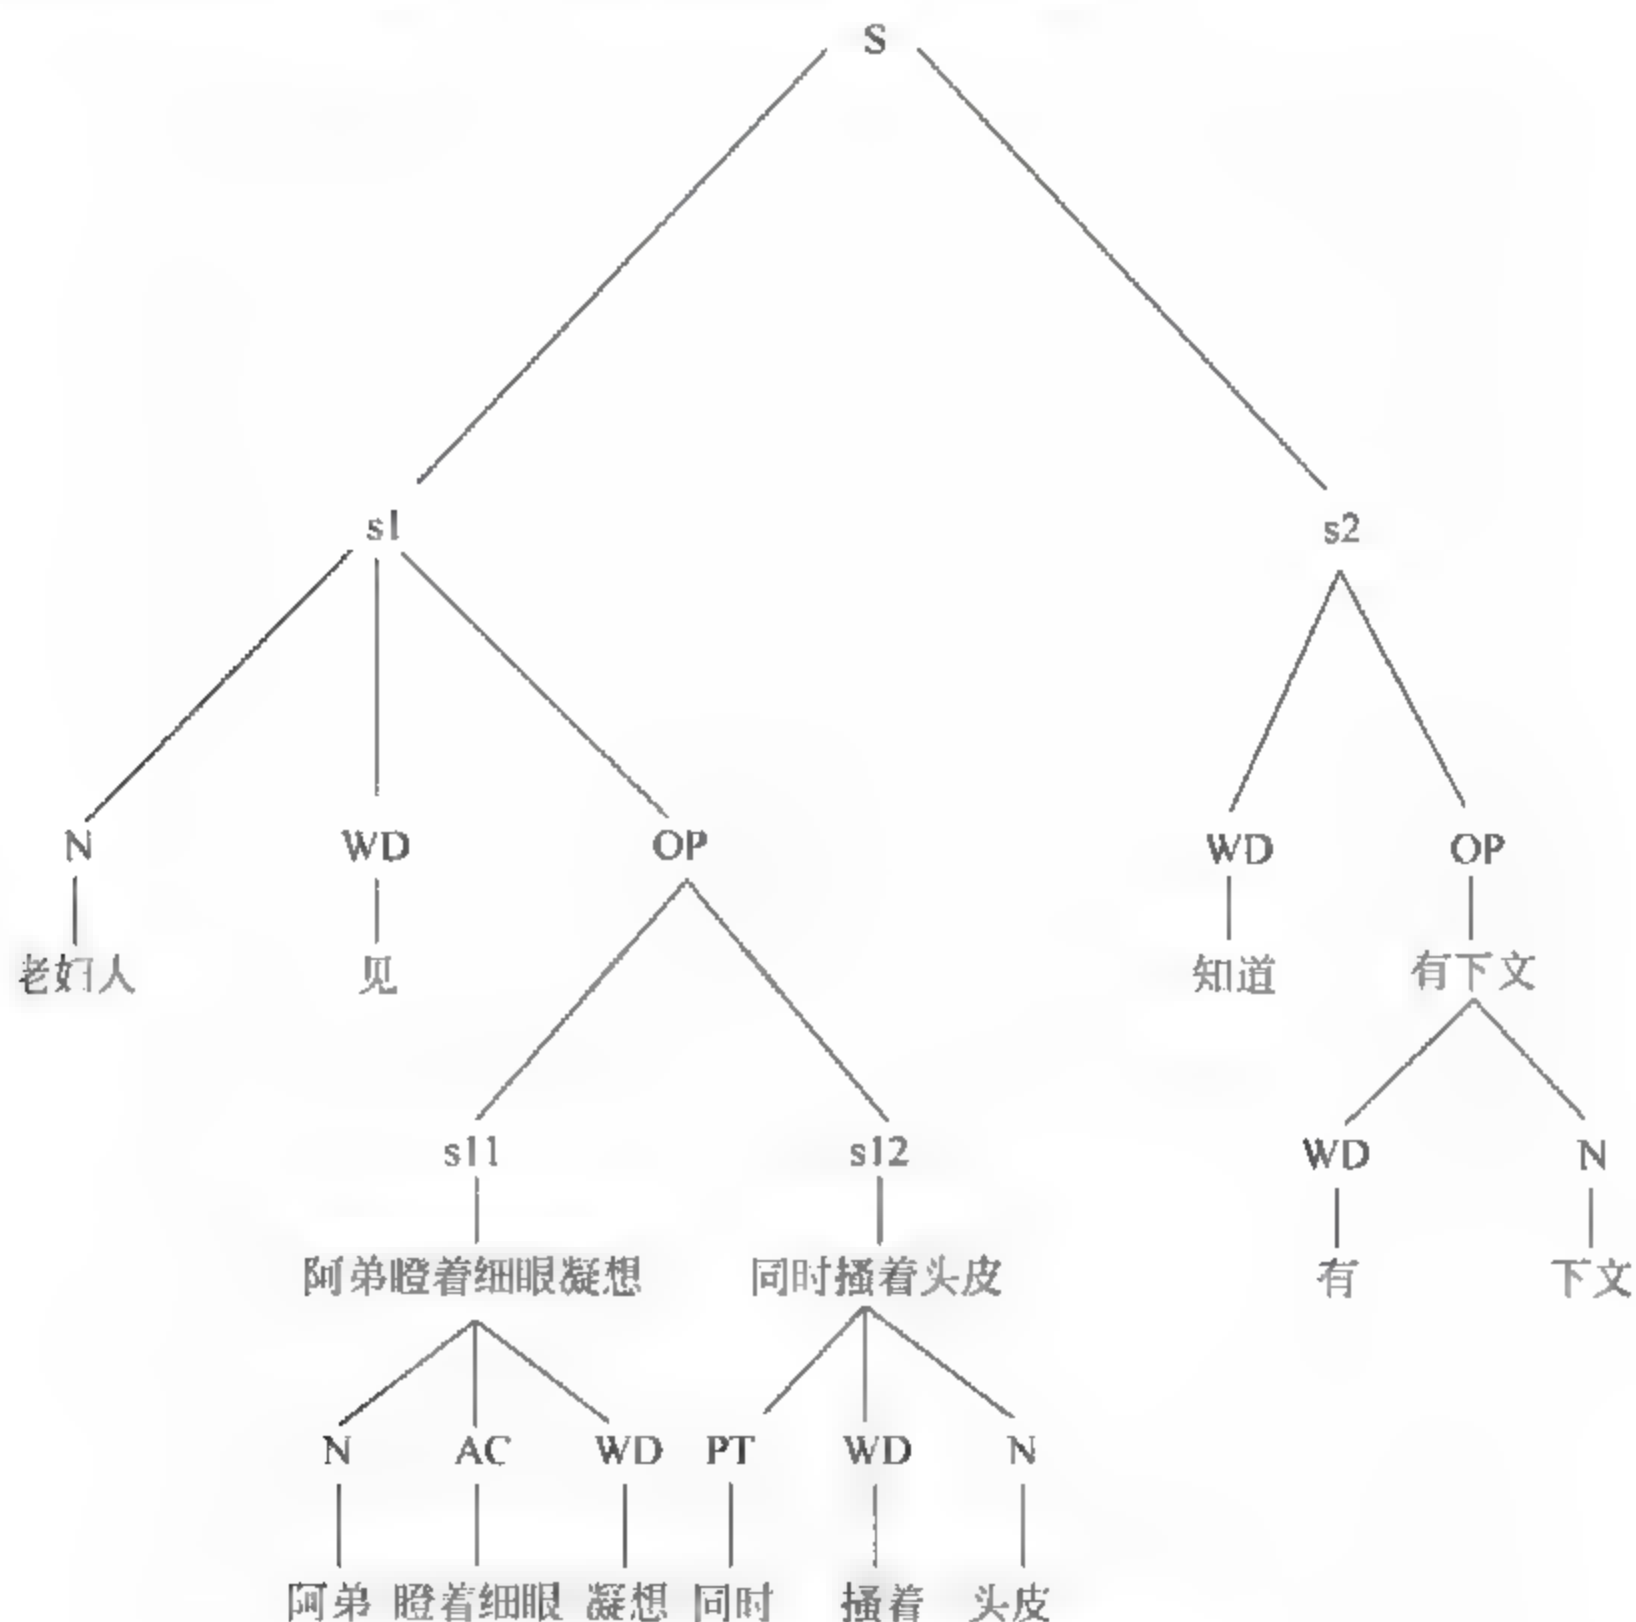 S
s1 s2
N WD OP WD OP
老妇人 见 知道 有下文
s11 s12 WD N
阿弟瞪着细眼凝想 同时搔着头皮 有 下文
N AC WD PT WD N
阿弟 瞪着细眼 凝想 同时 搔着 头皮